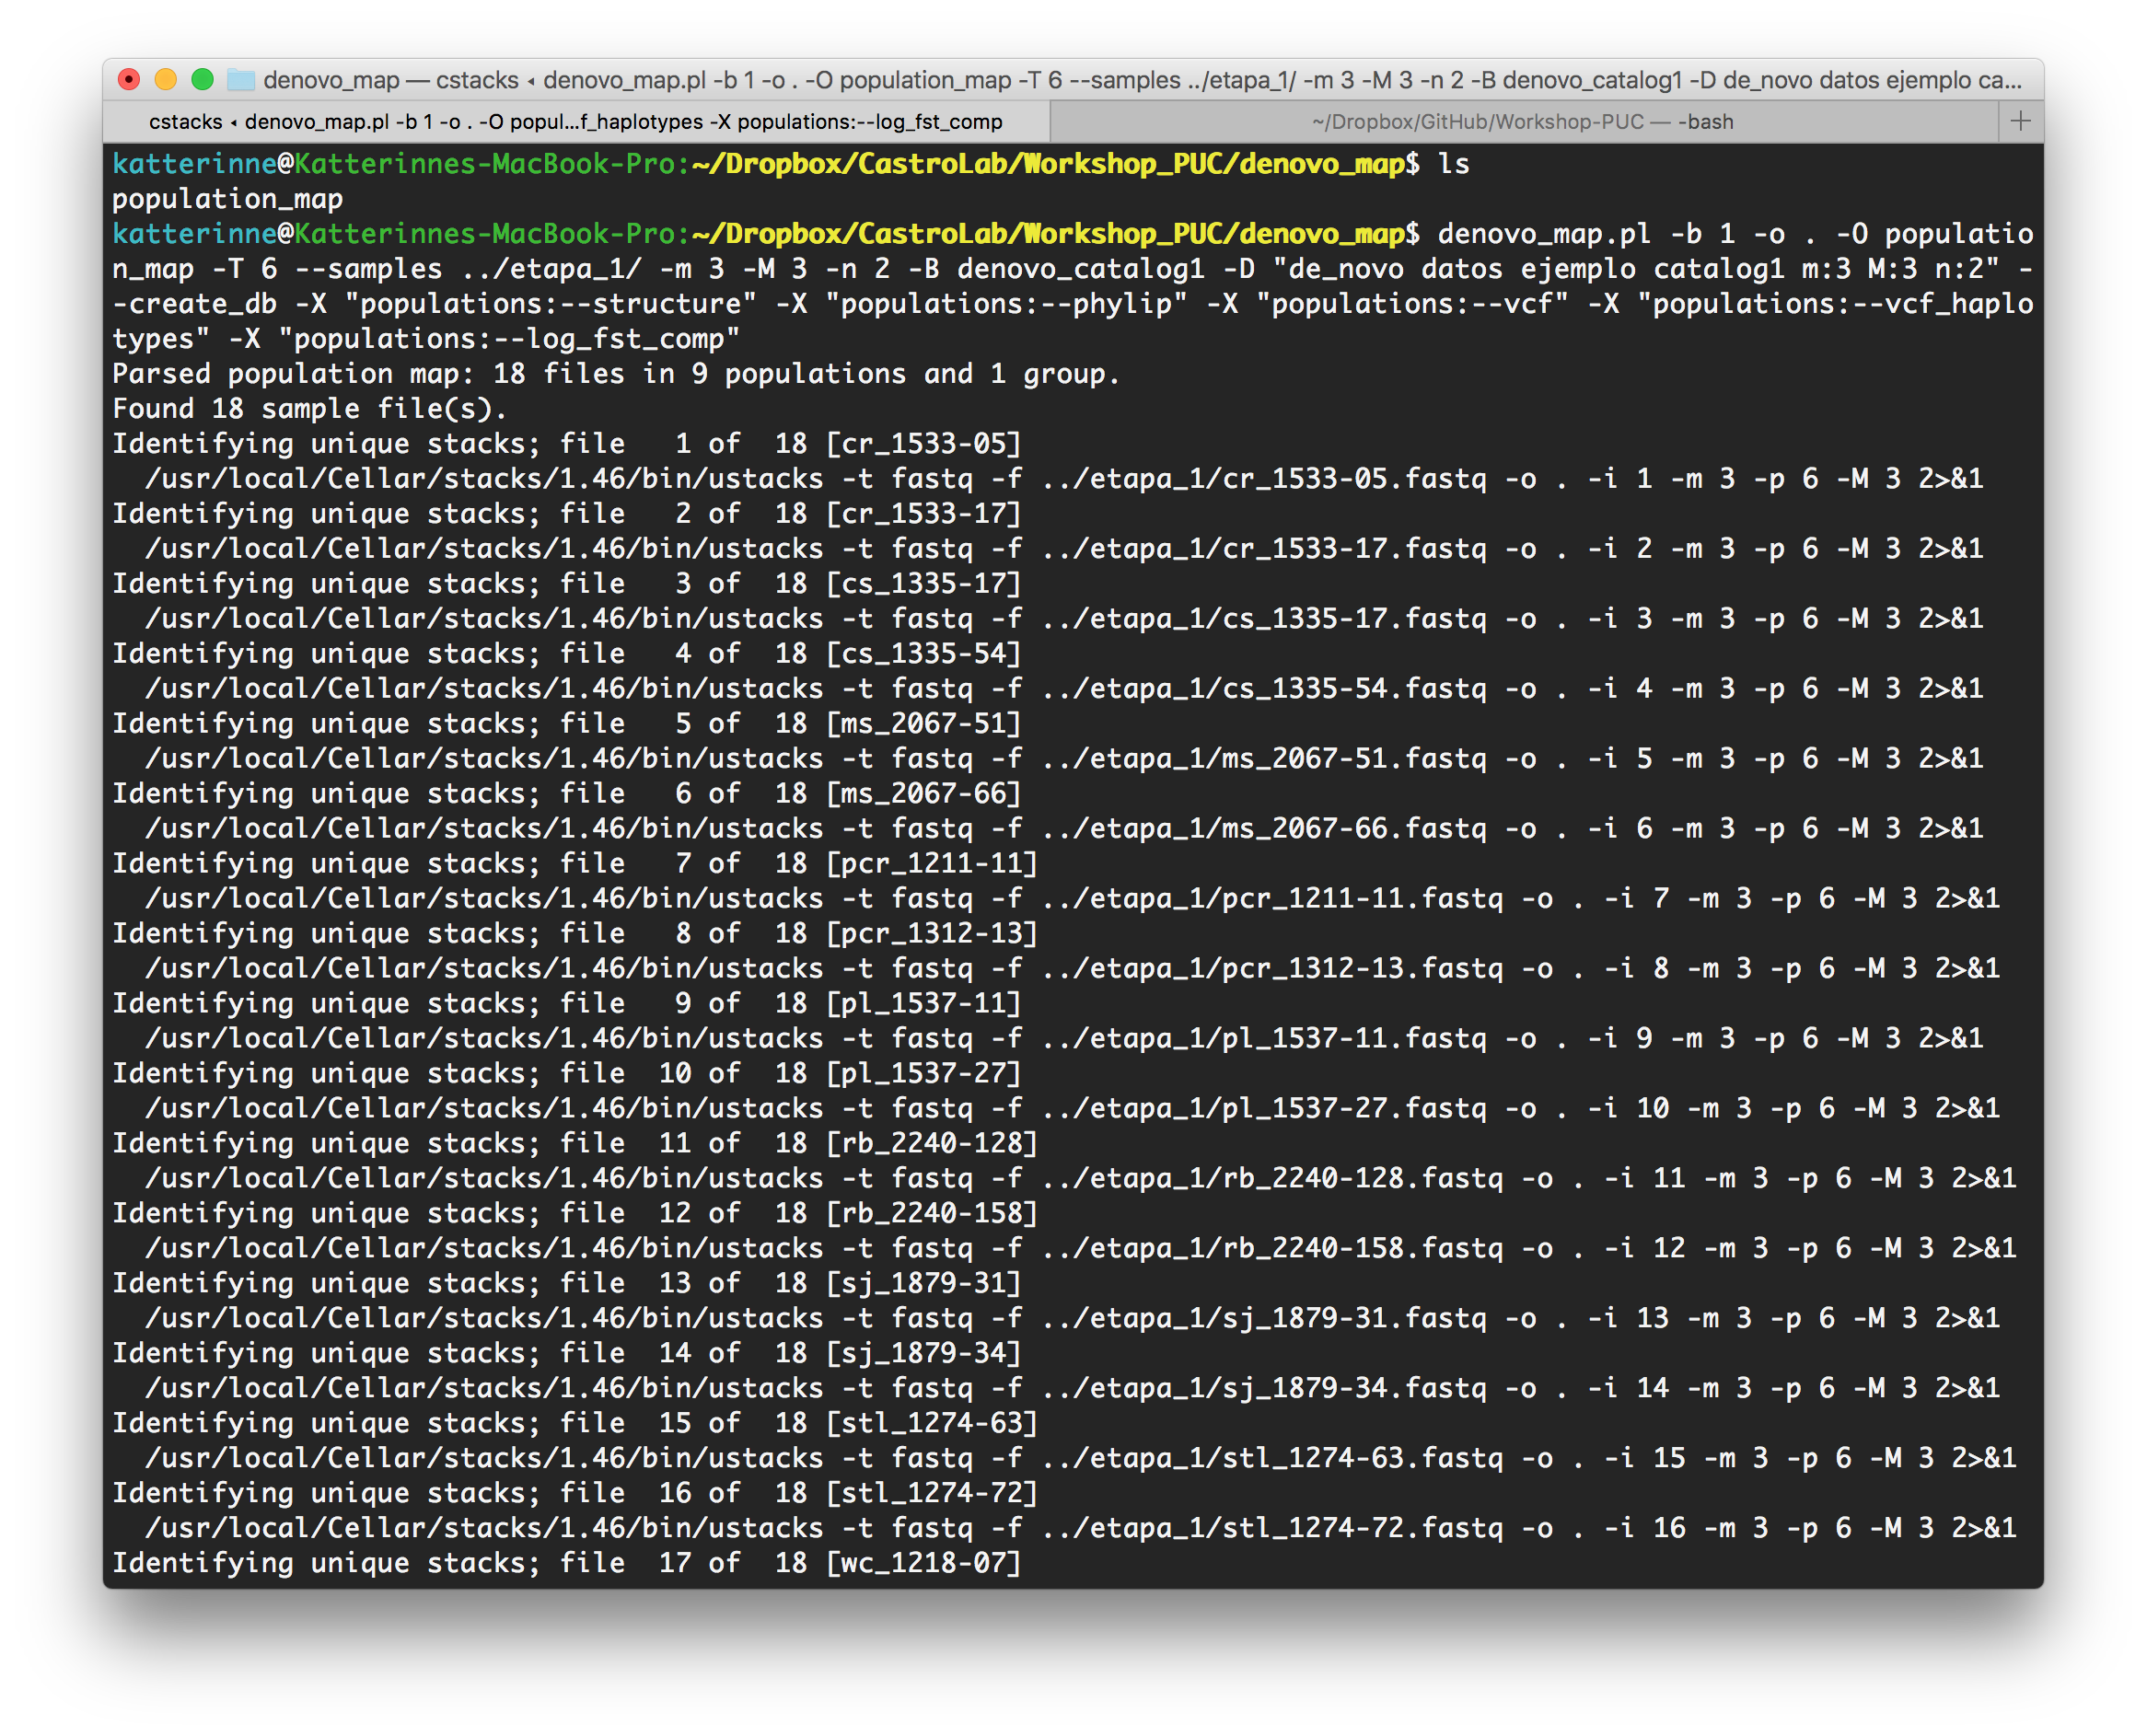 denovo_map — cstacks ◂ denovo_map.pl -b 1 -o . -O population_map -T 6 --samples ../etapa_1/ -m 3 -M 3 -n 2 -B denovo_catalog1 -D de_novo datos ejemplo ca...
cstacks ◂ denovo_map.pl -b 1 -o . -O popul...f_haplotypes -X populations:--log_fst_comp
~/Dropbox/GitHub/Workshop-PUC — -bash
katterinne@Katterinnes-MacBook-Pro:~/Dropbox/CastroLab/Workshop_PUC/denovo_map$ ls
population_map
katterinne@Katterinnes-MacBook-Pro:~/Dropbox/CastroLab/Workshop_PUC/denovo_map$ denovo_map.pl -b 1 -o . -O populatio
n_map -T 6 --samples ../etapa_1/ -m 3 -M 3 -n 2 -B denovo_catalog1 -D "de_novo datos ejemplo catalog1 m:3 M:3 n:2" -
-create_db -X "populations:--structure" -X "populations:--phylip" -X "populations:--vcf" -X "populations:--vcf_haplo
types" -X "populations:--log_fst_comp"
Parsed population map: 18 files in 9 populations and 1 group.
Found 18 sample file(s).
Identifying unique stacks; file   1 of  18 [cr_1533-05]
  /usr/local/Cellar/stacks/1.46/bin/ustacks -t fastq -f ../etapa_1/cr_1533-05.fastq -o . -i 1 -m 3 -p 6 -M 3 2>&1
Identifying unique stacks; file   2 of  18 [cr_1533-17]
  /usr/local/Cellar/stacks/1.46/bin/ustacks -t fastq -f ../etapa_1/cr_1533-17.fastq -o . -i 2 -m 3 -p 6 -M 3 2>&1
Identifying unique stacks; file   3 of  18 [cs_1335-17]
  /usr/local/Cellar/stacks/1.46/bin/ustacks -t fastq -f ../etapa_1/cs_1335-17.fastq -o . -i 3 -m 3 -p 6 -M 3 2>&1
Identifying unique stacks; file   4 of  18 [cs_1335-54]
  /usr/local/Cellar/stacks/1.46/bin/ustacks -t fastq -f ../etapa_1/cs_1335-54.fastq -o . -i 4 -m 3 -p 6 -M 3 2>&1
Identifying unique stacks; file   5 of  18 [ms_2067-51]
  /usr/local/Cellar/stacks/1.46/bin/ustacks -t fastq -f ../etapa_1/ms_2067-51.fastq -o . -i 5 -m 3 -p 6 -M 3 2>&1
Identifying unique stacks; file   6 of  18 [ms_2067-66]
  /usr/local/Cellar/stacks/1.46/bin/ustacks -t fastq -f ../etapa_1/ms_2067-66.fastq -o . -i 6 -m 3 -p 6 -M 3 2>&1
Identifying unique stacks; file   7 of  18 [pcr_1211-11]
  /usr/local/Cellar/stacks/1.46/bin/ustacks -t fastq -f ../etapa_1/pcr_1211-11.fastq -o . -i 7 -m 3 -p 6 -M 3 2>&1
Identifying unique stacks; file   8 of  18 [pcr_1312-13]
  /usr/local/Cellar/stacks/1.46/bin/ustacks -t fastq -f ../etapa_1/pcr_1312-13.fastq -o . -i 8 -m 3 -p 6 -M 3 2>&1
Identifying unique stacks; file   9 of  18 [pl_1537-11]
  /usr/local/Cellar/stacks/1.46/bin/ustacks -t fastq -f ../etapa_1/pl_1537-11.fastq -o . -i 9 -m 3 -p 6 -M 3 2>&1
Identifying unique stacks; file  10 of  18 [pl_1537-27]
  /usr/local/Cellar/stacks/1.46/bin/ustacks -t fastq -f ../etapa_1/pl_1537-27.fastq -o . -i 10 -m 3 -p 6 -M 3 2>&1
Identifying unique stacks; file  11 of  18 [rb_2240-128]
  /usr/local/Cellar/stacks/1.46/bin/ustacks -t fastq -f ../etapa_1/rb_2240-128.fastq -o . -i 11 -m 3 -p 6 -M 3 2>&1
Identifying unique stacks; file  12 of  18 [rb_2240-158]
  /usr/local/Cellar/stacks/1.46/bin/ustacks -t fastq -f ../etapa_1/rb_2240-158.fastq -o . -i 12 -m 3 -p 6 -M 3 2>&1
Identifying unique stacks; file  13 of  18 [sj_1879-31]
  /usr/local/Cellar/stacks/1.46/bin/ustacks -t fastq -f ../etapa_1/sj_1879-31.fastq -o . -i 13 -m 3 -p 6 -M 3 2>&1
Identifying unique stacks; file  14 of  18 [sj_1879-34]
  /usr/local/Cellar/stacks/1.46/bin/ustacks -t fastq -f ../etapa_1/sj_1879-34.fastq -o . -i 14 -m 3 -p 6 -M 3 2>&1
Identifying unique stacks; file  15 of  18 [stl_1274-63]
  /usr/local/Cellar/stacks/1.46/bin/ustacks -t fastq -f ../etapa_1/stl_1274-63.fastq -o . -i 15 -m 3 -p 6 -M 3 2>&1
Identifying unique stacks; file  16 of  18 [stl_1274-72]
  /usr/local/Cellar/stacks/1.46/bin/ustacks -t fastq -f ../etapa_1/stl_1274-72.fastq -o . -i 16 -m 3 -p 6 -M 3 2>&1
Identifying unique stacks; file  17 of  18 [wc_1218-07]